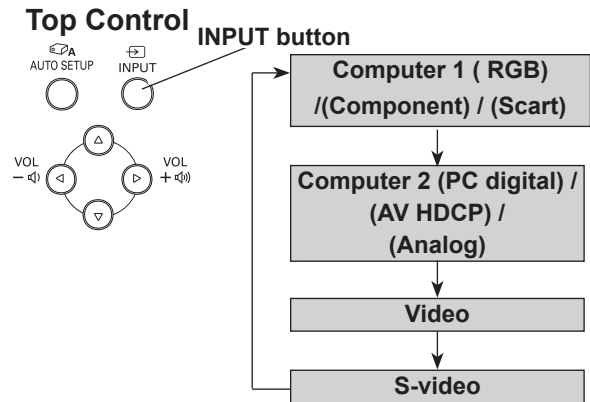 Top Control
INPUT button
A
AUTO SETUP
INPUT
VOL
–
VOL
+
Computer 1 ( RGB)
/(Component) / (Scart)
Computer 2 (PC digital) /
(AV HDCP) /
(Analog)
Video
S-video